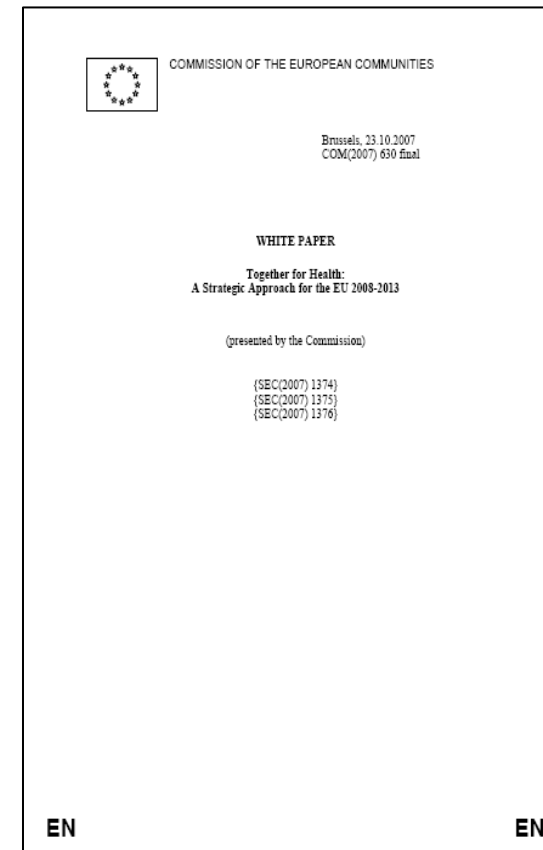 COMMISSION OF THE EUROPEAN COMMUNITIES
Brussels, 23.10.2007
COM(2007) 630 final
WHITE PAPER
Together for Health:
A Strategic Approach for the EU 2008-2013
(presented by the Commission)
{SEC(2007) 1374}
{SEC(2007) 1375}
{SEC(2007) 1376}
EN EN